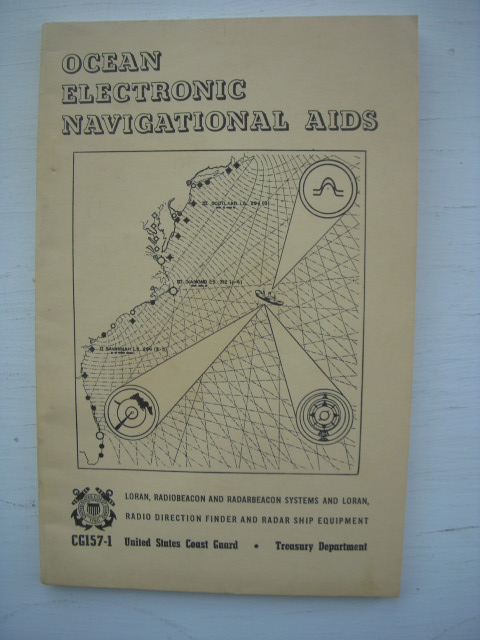 OCEAN
ELECTRONIC
NAVIGATIONAL AIDS
LORAN, RADIOBEACON AND RADARBEACON SYSTEMS AND LORAN,
RADIO DIRECTION FINDER AND RADAR SHIP EQUIPMENT
CG157-1 United States Coast Guard • Treasury Department